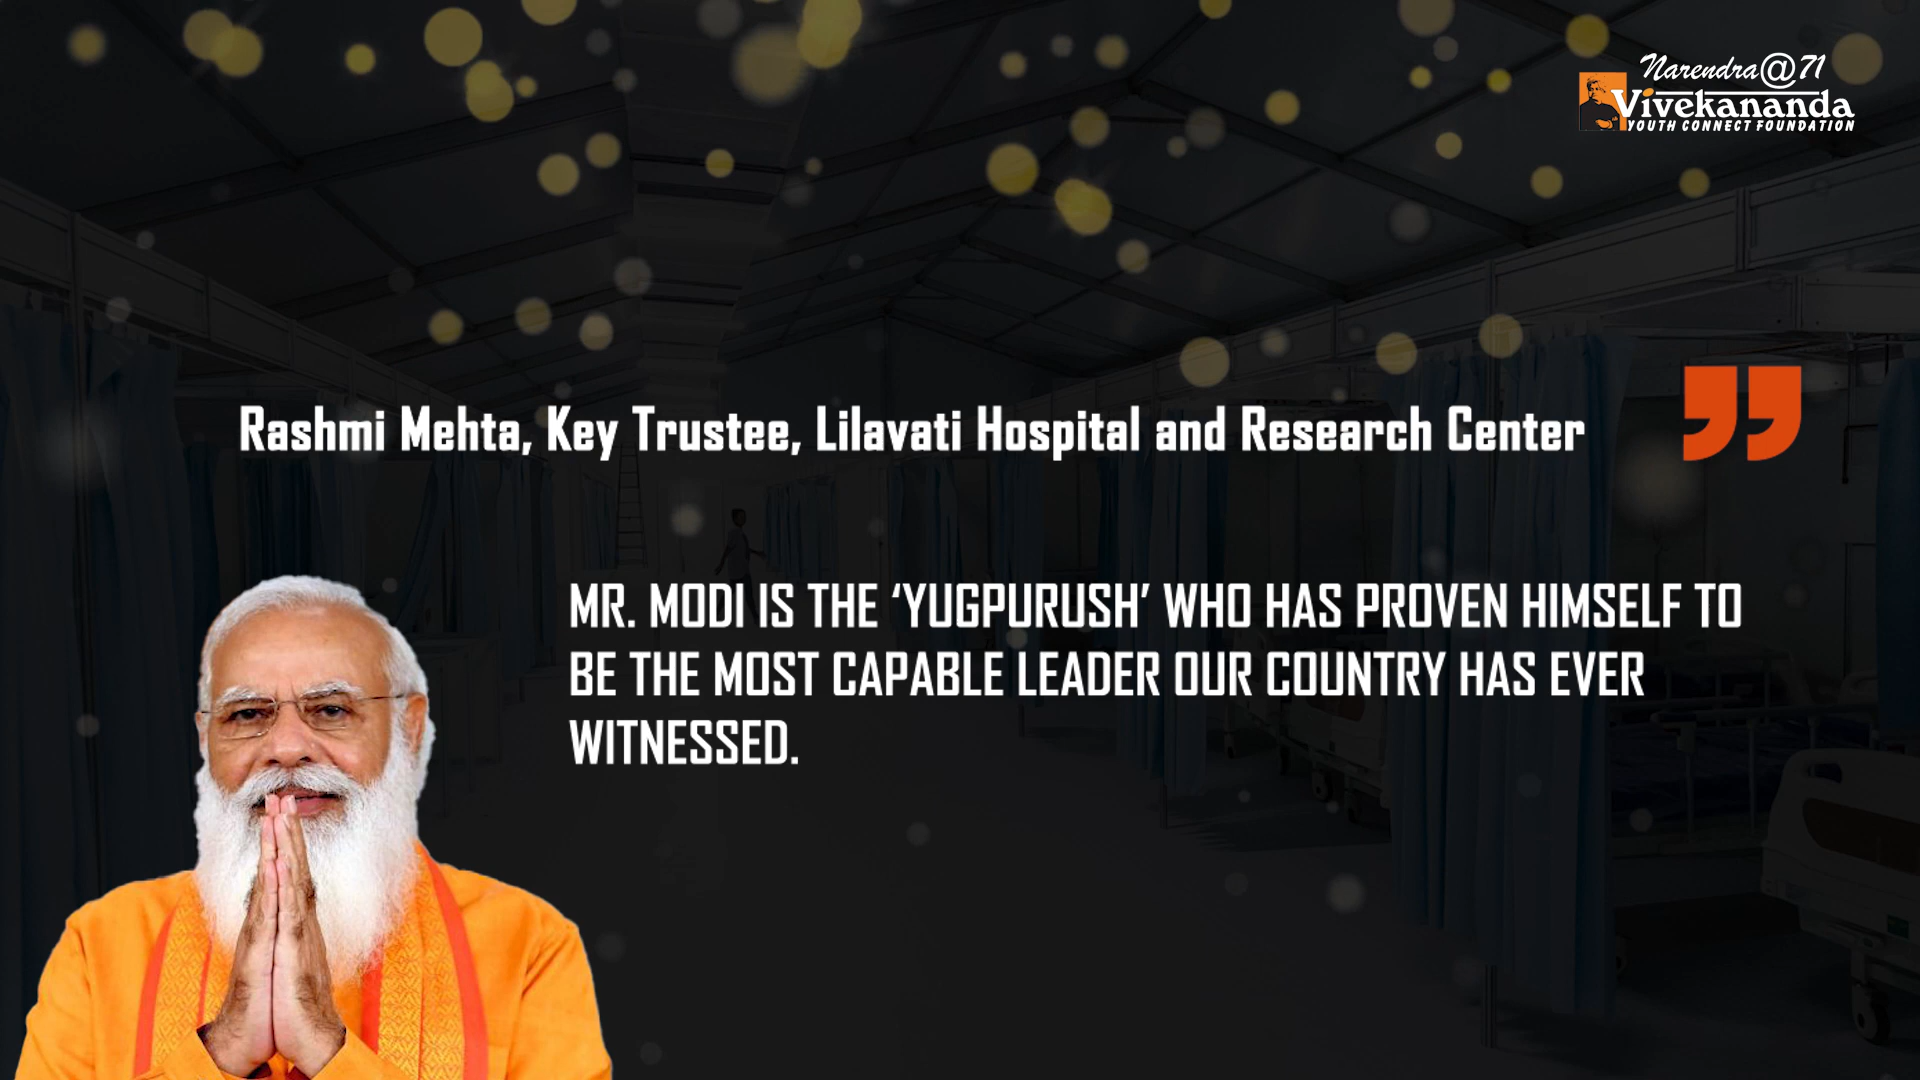 Narendra@71
Vivekananda
YOUTH CONNECT FOUNDATION
Rashmi Mehta, Key Trustee, Lilavati Hospital and Research Center ”
MR. MODI IS THE ‘YUGPURUSH’ WHO HAS PROVEN HIMSELF TO
BE THE MOST CAPABLE LEADER OUR COUNTRY HAS EVER
WITNESSED.